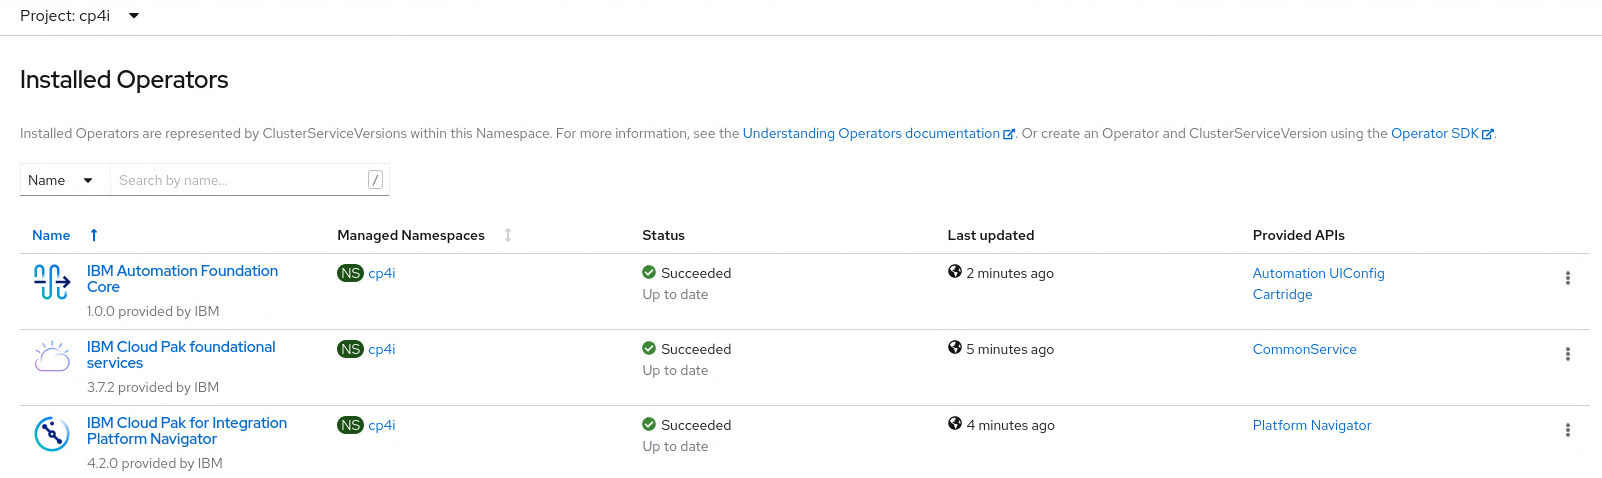 Project: cp4i
Installed Operators
Installed Operators are represented by ClusterServiceVersions within this Namespace. For more information, see the Understanding Operators documentation. Or create an Operator and ClusterServiceVersion using the Operator SDK.
Name Search by name... /
Name Managed Namespaces Status Last updated Provided APIs
IBM Automation Foundation NS cp4i Succeeded 2 minutes ago Automation UIConfig
Core Up to date Cartridge
1.0.0 provided by IBM
IBM Cloud Pak foundational NS cp4i Succeeded 5 minutes ago CommonService
services Up to date
3.7.2 provided by IBM
IBM Cloud Pak for Integration NS cp4i Succeeded 4 minutes ago Platform Navigator
Platform Navigator Up to date
4.2.0 provided by IBM